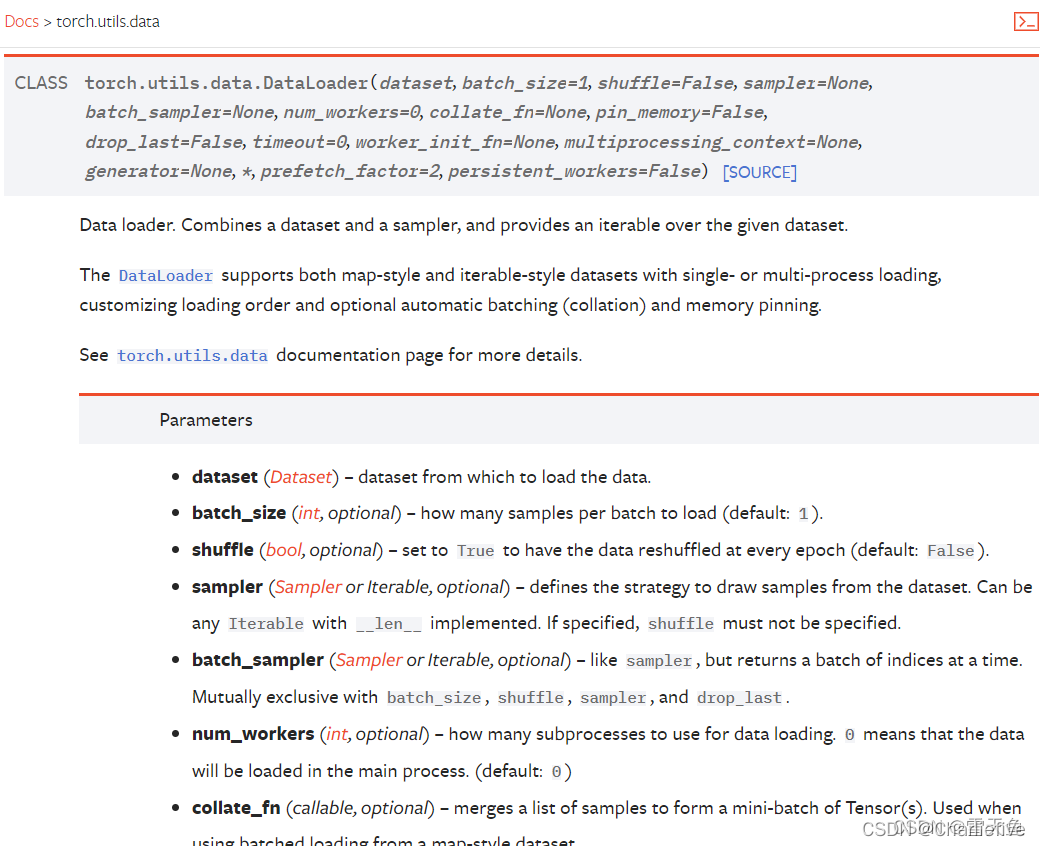 Docs > torch.utils.data
CLASS torch.utils.data.DataLoader(dataset, batch_size=1, shuffle=False, sampler=None,
batch_sampler=None, num_workers=0, collate_fn=None, pin_memory=False,
drop_last=False, timeout=0, worker_init_fn=None, multiprocessing_context=None,
generator=None, *, prefetch_factor=2, persistent_workers=False) [SOURCE]
Data loader. Combines a dataset and a sampler, and provides an iterable over the given dataset.
The DataLoader supports both map-style and iterable-style datasets with single- or multi-process loading,
customizing loading order and optional automatic batching (collation) and memory pinning.
See torch.utils.data documentation page for more details.
Parameters
• dataset (Dataset) – dataset from which to load the data.
• batch_size (int, optional) – how many samples per batch to load (default: 1).
• shuffle (bool, optional) – set to True to have the data reshuffled at every epoch (default: False).
• sampler (Sampler or Iterable, optional) – defines the strategy to draw samples from the dataset. Can be
any Iterable with __len__ implemented. If specified, shuffle must not be specified.
• batch_sampler (Sampler or Iterable, optional) – like sampler, but returns a batch of indices at a time.
Mutually exclusive with batch_size, shuffle, sampler, and drop_last.
• num_workers (int, optional) – how many subprocesses to use for data loading. 0 means that the data
will be loaded in the main process. (default: 0)
• collate_fn (callable, optional) – merges a list of samples to form a mini-batch of Tensor(s). Used when
using batched loading from a map-style dataset.
CSDN